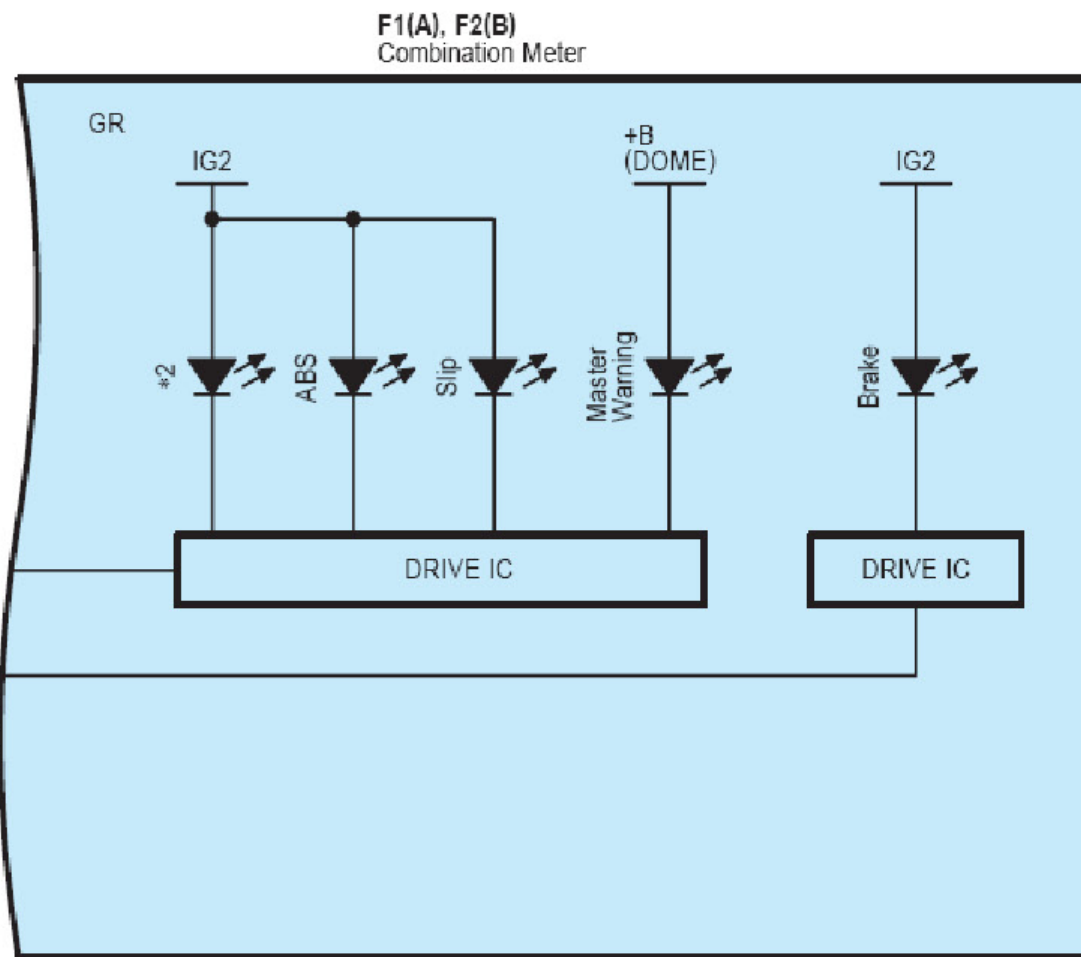 F1(A), F2(B)
Combination Meter
GR
IG2
+B
(DOME)
IG2
*2
ABS
Slip
Master
Warning
Brake
DRIVE IC
DRIVE IC